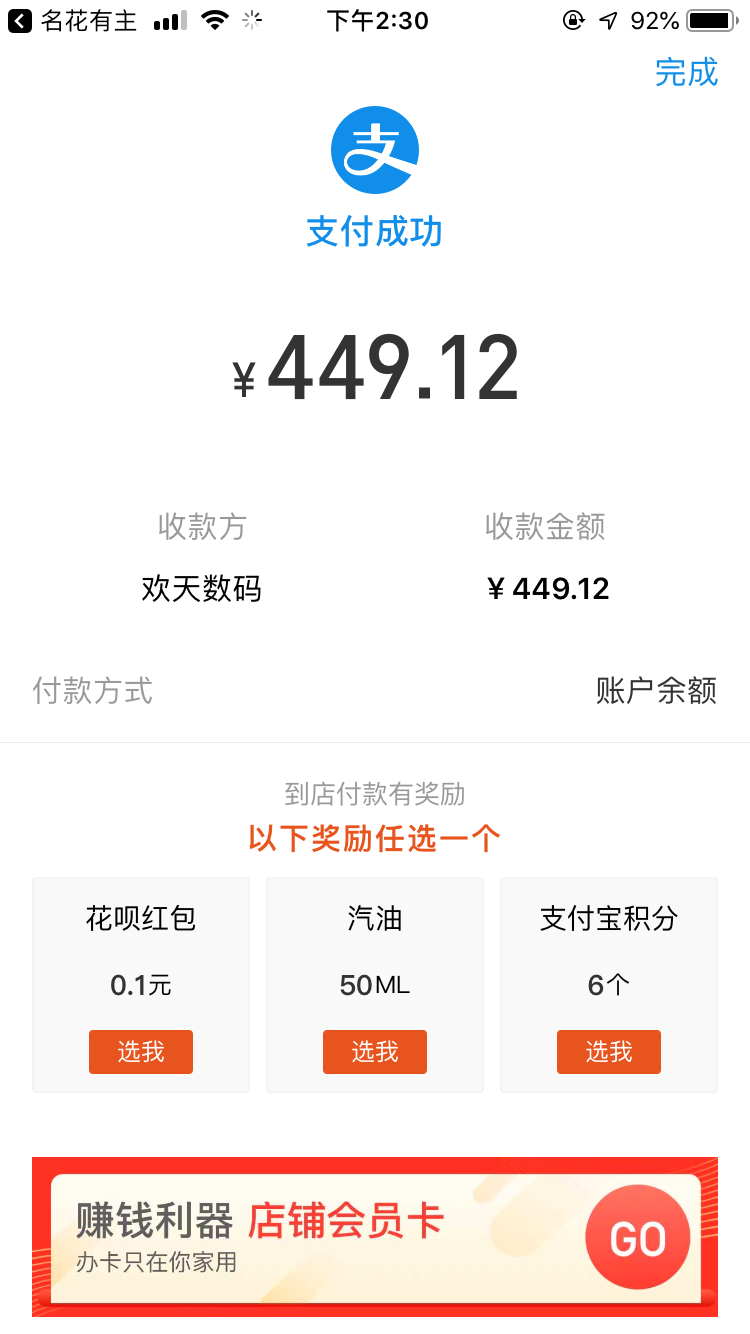 名花有主 下午2:30 92%
完成
支
支付成功
¥449.12
收款方 收款金额
欢天数码 ¥ 449.12
付款方式 账户余额
到店付款有奖励
以下奖励任选一个
花呗红包 汽油 支付宝积分
0.1元 50ML 6个
选我 选我 选我
赚钱利器 店铺会员卡
办卡只在你家用
GO